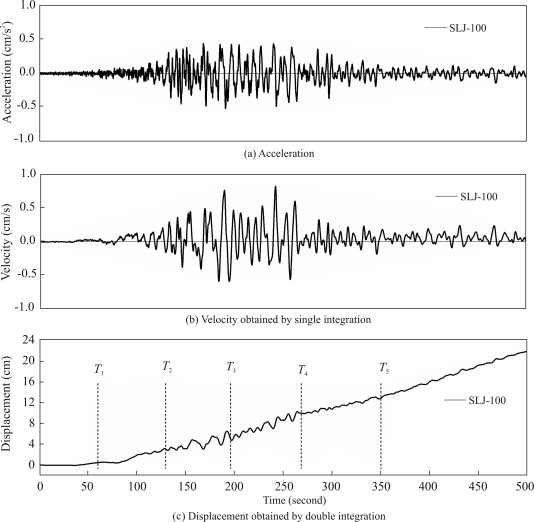 1.0
SLJ-100
0.5
0.0
-0.5
-1.0
Acceleration (cm/s²)
(a) Acceleration
1.0
SLJ-100
0.5
0.0
-0.5
1.0
Velocity (cm/s)
(b) Velocity obtained by single integration
24
20
16
12
8
4
0
Displacement (cm)
T1 T2 T3 T4 T5
SLJ-100
0 50 100 150 200 250 300 350 400 450 500
Time (second)
(c) Displacement obtained by double integration